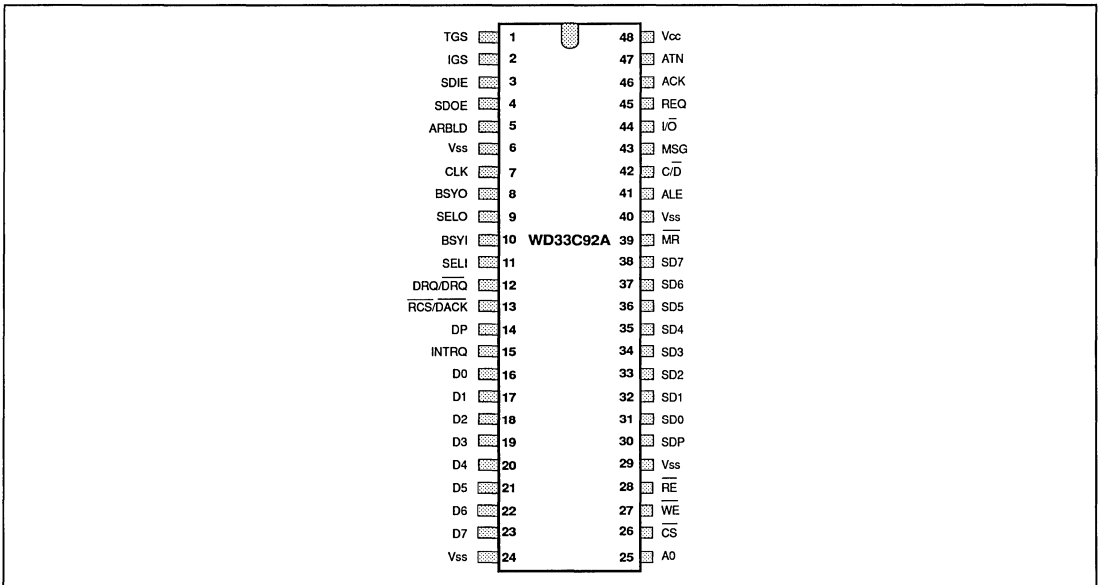 TGS 1 48 Vcc
IGS 2 47 ATN
SDIE 3 46 ACK
SDOE 4 45 REQ
ARBLD 5 44 I/O̅
Vss 6 43 MSG
CLK 7 42 C/D̅
BSYO 8 41 ALE
SELO 9 40 Vss
BSYI 10 WD33C92A 39 M̅R̅
SELI 11 38 SD7
DRQ/D̅R̅Q̅ 12 37 SD6
R̅C̅S̅/D̅A̅C̅K̅ 13 36 SD5
DP 14 35 SD4
INTRQ 15 34 SD3
D0 16 33 SD2
D1 17 32 SD1
D2 18 31 SD0
D3 19 30 SDP
D4 20 29 Vss
D5 21 28 R̅E̅
D6 22 27 W̅E̅
D7 23 26 C̅S̅
Vss 24 25 A0